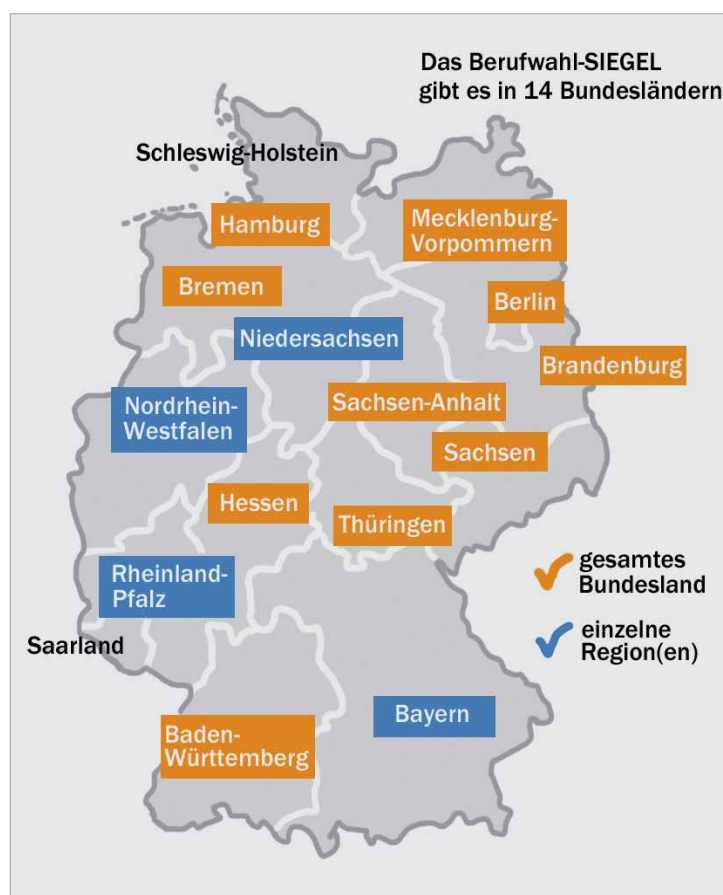 Das Berufwahl-SIEGEL
gibt es in 14 Bundesländern
Schleswig-Holstein
Hamburg
Mecklenburg-
Vorpommern
Bremen
Berlin
Niedersachsen
Brandenburg
Nordrhein-
Westfalen
Sachsen-Anhalt
Sachsen
Hessen
Thüringen
gesamtes
Bundesland
Rheinland-
Pfalz
einzelne
Region(en)
Saarland
Bayern
Baden-
Württemberg